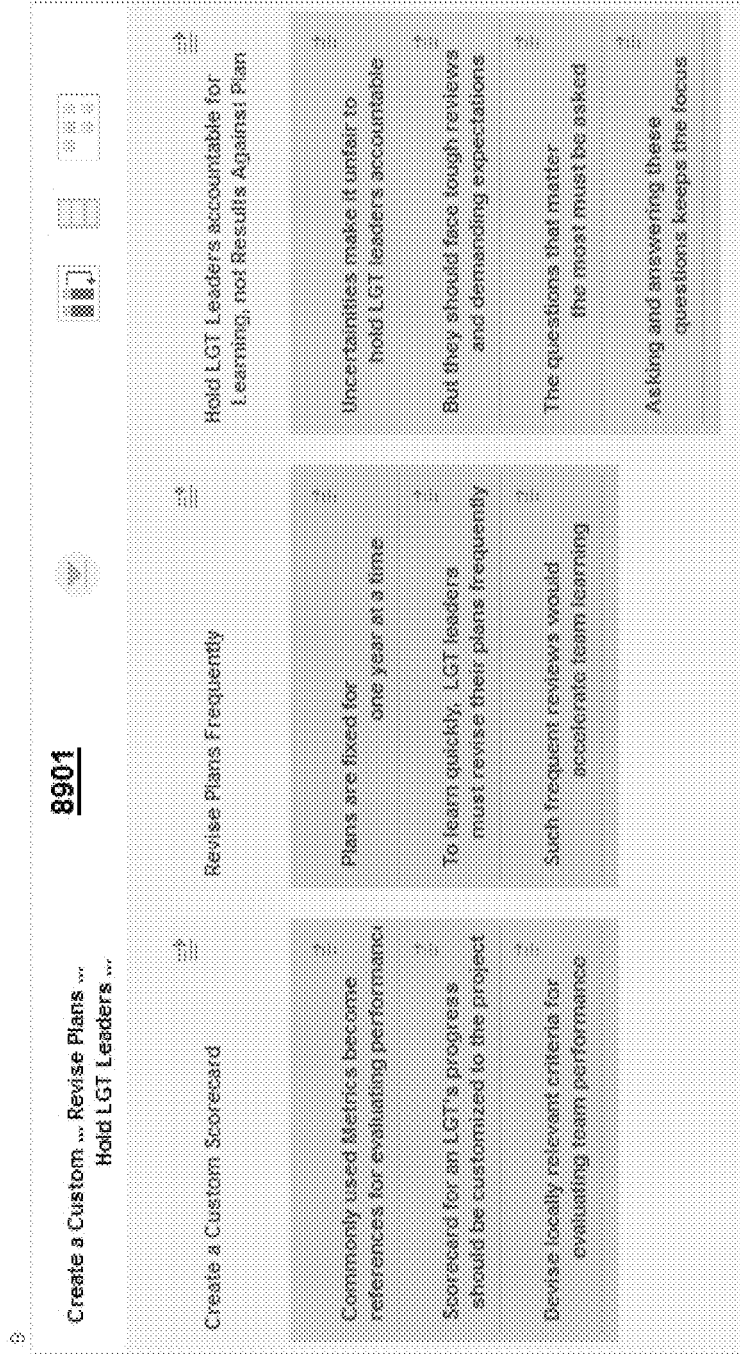 Create a Custom ... Revise Plans ...
Hold LGT Leaders ...
8901
Create a Custom Scorecard
Commonly used Metrics become
references for evaluating performanc
Scorecard for an LGT's progress
should be customized to the project
Devise locally relevant criteria for
evaluating team performance
Revise Plans Frequently
Plans are fixed for
one year at a time
To learn quickly, LGT leaders
must revise their plans frequently
Such frequent reviews would
accelerate team learning
Hold LGT Leaders accountable for
Learning, not Results Against Plan
Uncertainities make it unfair to
hold LGT leaders accountable
But they should face tough reviews
and demanding expectations
The questions that matter
the most must be asked
Asking and answering these
questions keeps the focus